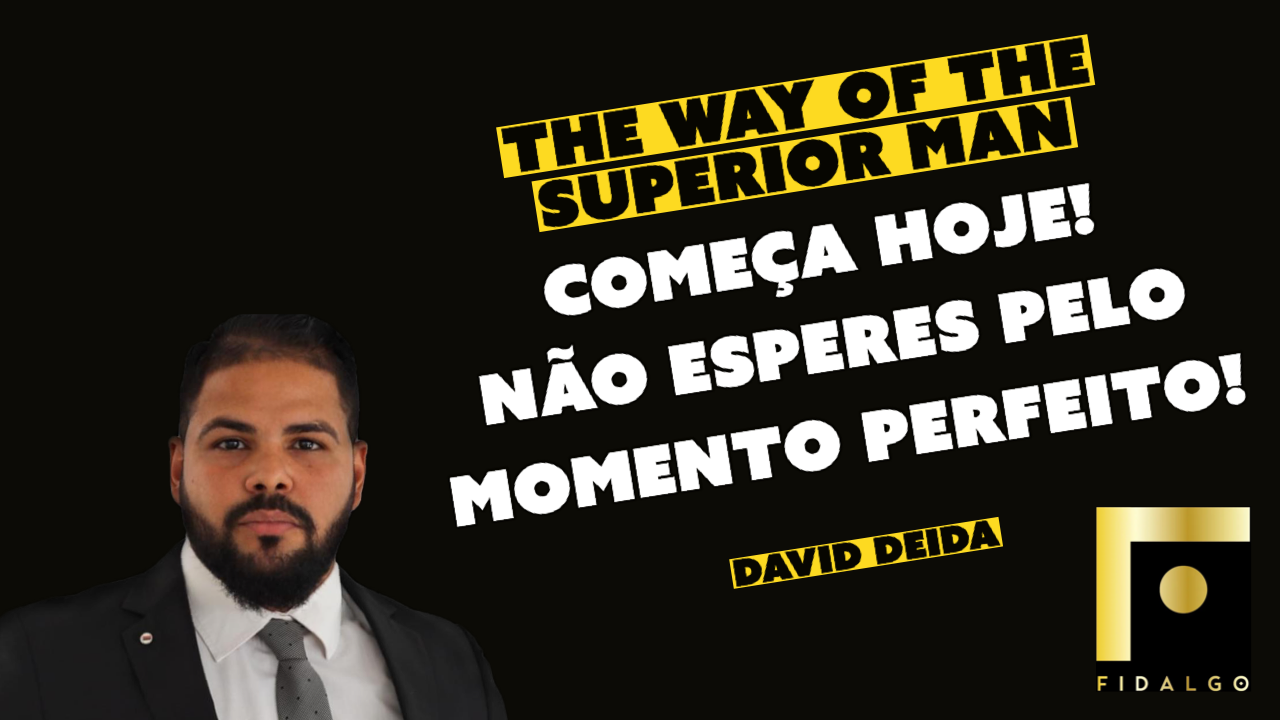 THE WAY OF THE
SUPERIOR MAN
COMEÇA HOJE!
NÃO ESPERES PELO
MOMENTO PERFEITO!
DAVID DEIDA
FIDALGO